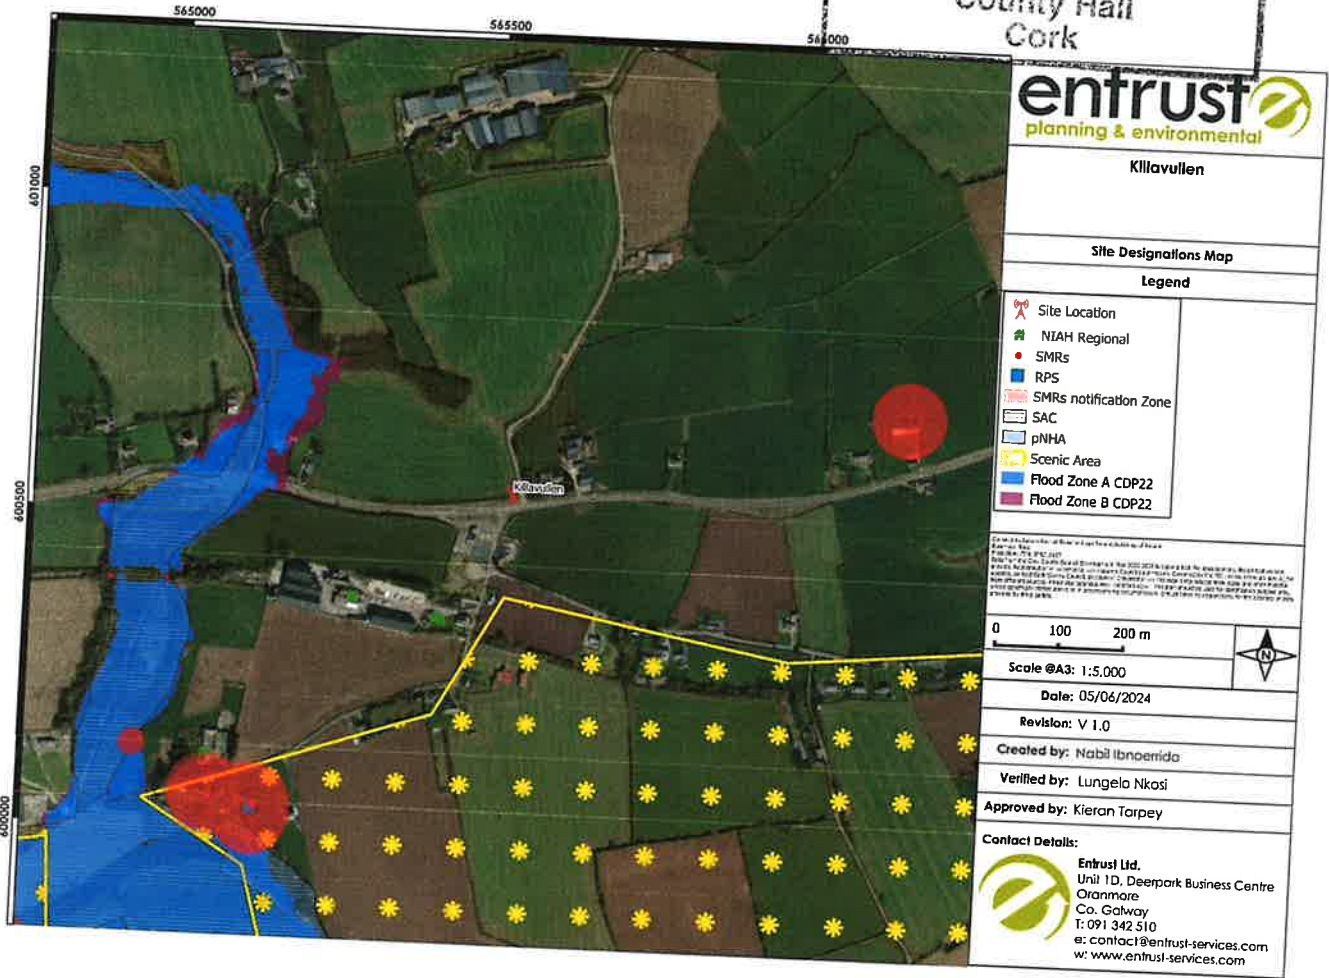 County Hall
Cork
565000
565500
566000
601000
600500
600000
Killavullen
entrust
planning & environmental
Killavullen
Site Designations Map
Legend
Site Location
NIAH Regional
SMRs
RPS
SMRs notification Zone
SAC
pNHA
Scenic Area
Flood Zone A CDP22
Flood Zone B CDP22
0 100 200 m
N
Scale @A3: 1:5.000
Date: 05/06/2024
Revision: V 1.0
Created by: Nabil Ibnoerrida
Verified by: Lungelo Nkosi
Approved by: Kieran Tarpey
Contact Details:
Entrust Ltd.
Unit 1D, Deerpark Business Centre
Oranmore
Co. Galway
T: 091 342 510
e: contact@entrust-services.com
w: www.entrust-services.com